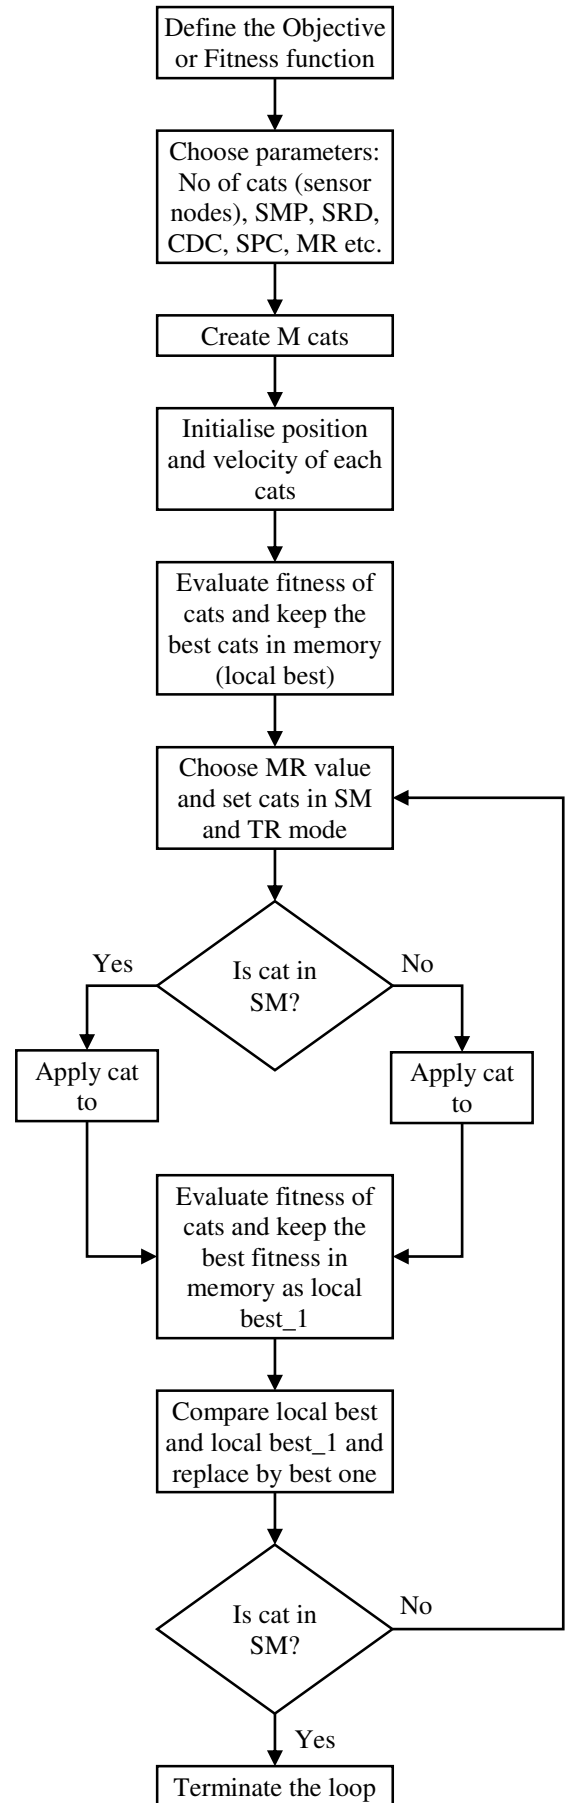 Define the Objective
or Fitness function
Choose parameters:
No of cats (sensor
nodes), SMP, SRD,
CDC, SPC, MR etc.
Create M cats
Initialise position
and velocity of each
cats
Evaluate fitness of
cats and keep the
best cats in memory
(local best)
Choose MR value
and set cats in SM
and TR mode
Is cat in
SM?
Yes
No
Apply cat
to
Apply cat
to
Evaluate fitness of
cats and keep the
best fitness in
memory as local
best_1
Compare local best
and local best_1 and
replace by best one
Is cat in
SM?
No
Yes
Terminate the loop